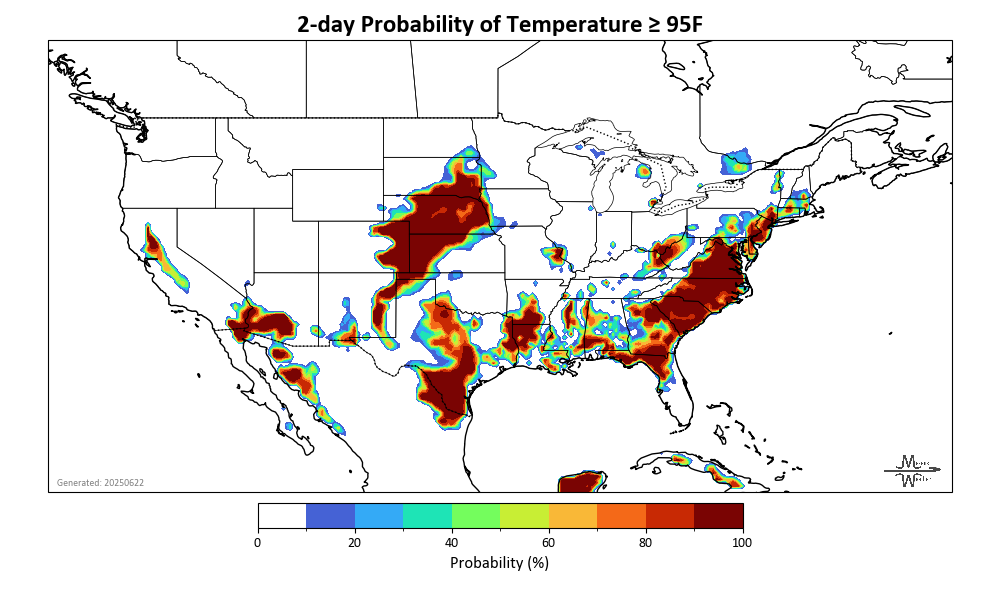 2-day Probability of Temperature ≥ 95F
Generated: 20250622
0 20 40 60 80 100
Probability (%)